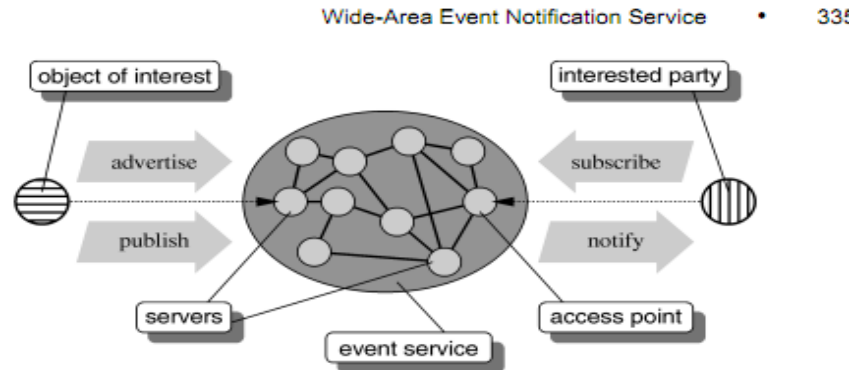 Wide-Area Event Notification Service • 335
object of interest
interested party
advertise
subscribe
publish
notify
servers
access point
event service